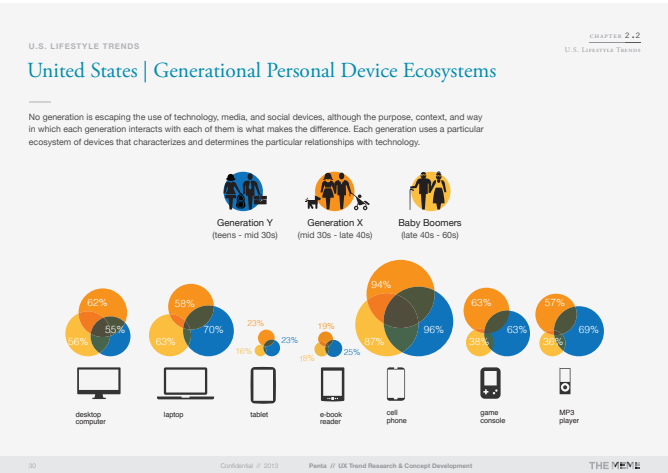 CHAPTER 2.2
U.S. LIFESTYLE TRENDS
U.S. LIFESTYLE TRENDS
United States | Generational Personal Device Ecosystems
No generation is escaping the use of technology, media, and social devices, although the purpose, context, and way
in which each generation interacts with each of them is what makes the difference. Each generation uses a particular
ecosystem of devices that characterizes and determines the particular relationships with technology.
Generation Y
(teens - mid 30s)
Generation X
(mid 30s - late 40s)
Baby Boomers
(late 40s - 60s)
62%
55%
56%
58%
70%
63%
23%
23%
16%
19%
25%
18%
94%
96%
87%
63%
63%
38%
57%
69%
36%
desktop
computer
laptop
tablet
e-book
reader
cell
phone
game
console
MP3
player
30
Confidential // 2013
Penta // UX Trend Research & Concept Development
THE MEME